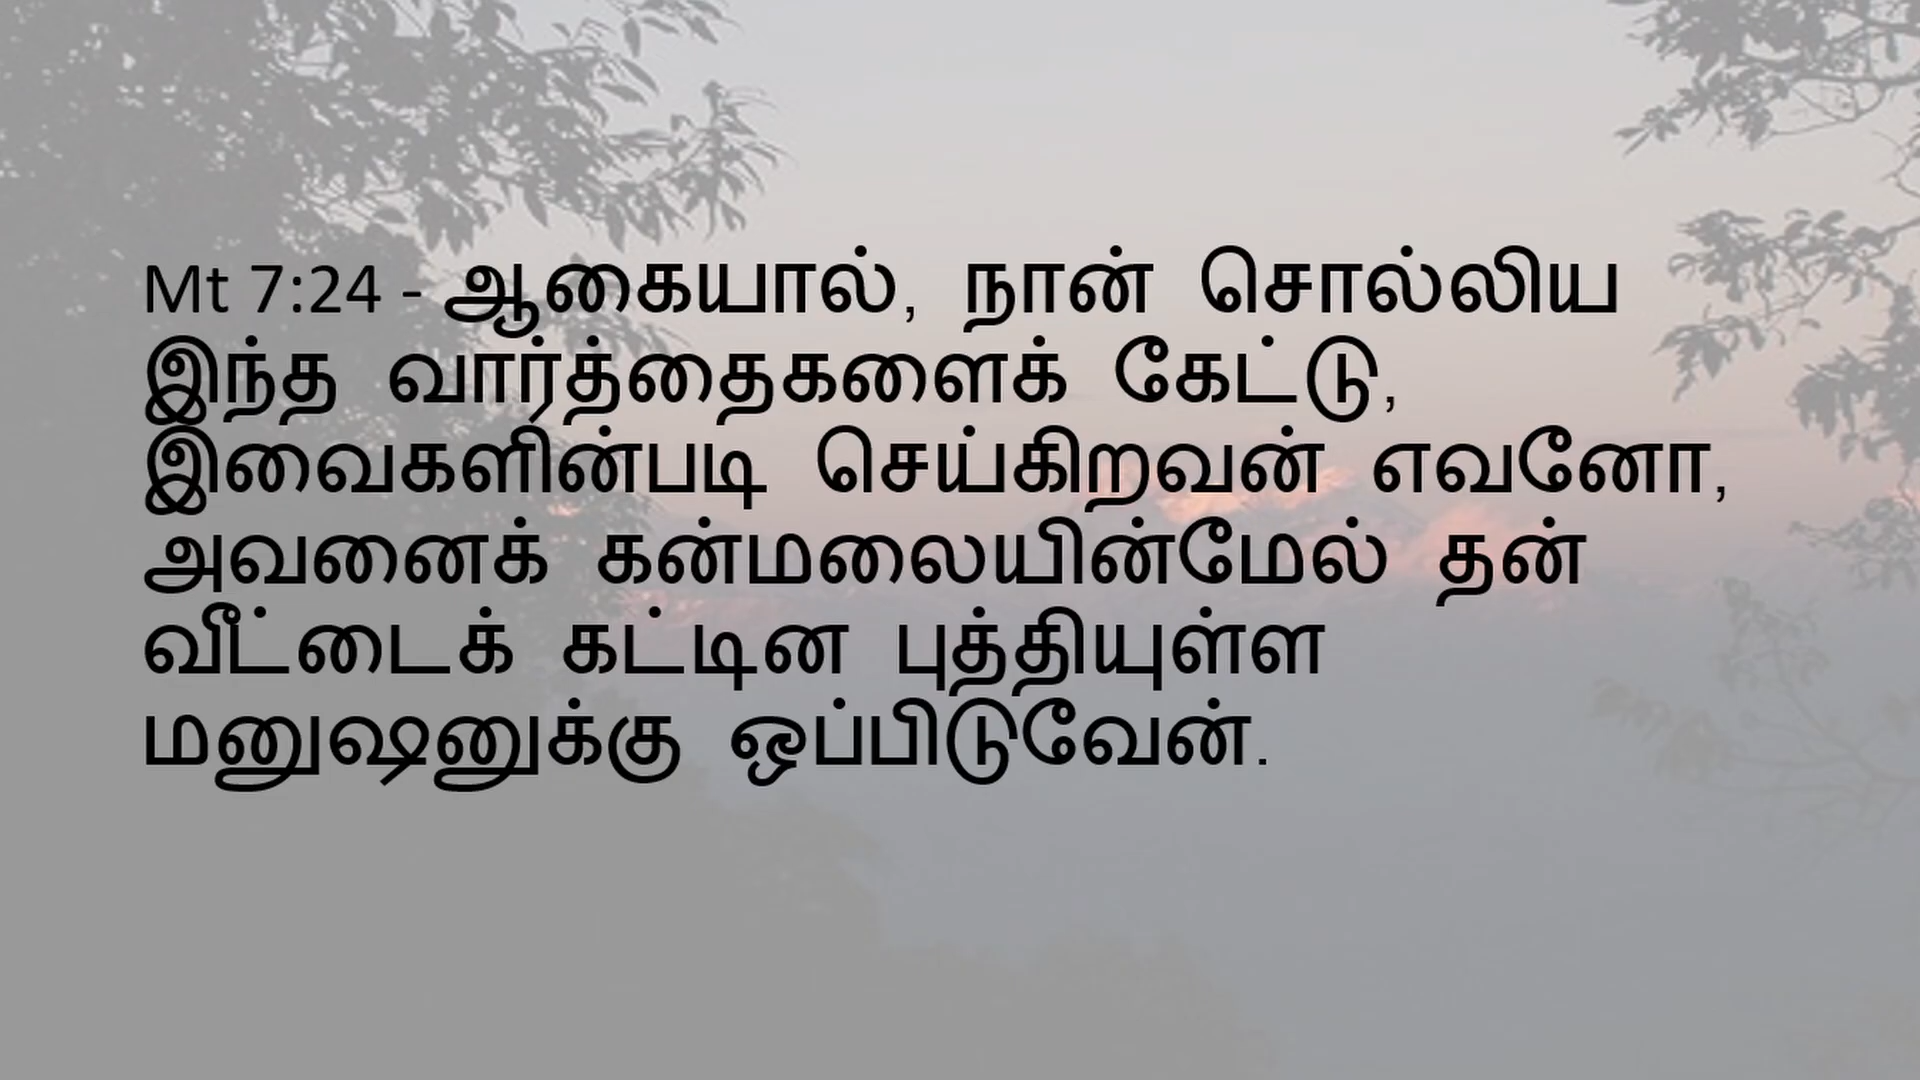 Mt 7:24 - ஆகையால், நான் சொல்லிய
இந்த வார்த்தைகளைக் கேட்டு,
இவைகளின்படி செய்கிறவன் எவனோ,
அவனைக் கன்மலையின்மேல் தன்
வீட்டைக் கட்டின புத்தியுள்ள
மனுஷனுக்கு ஒப்பிடுவேன்.